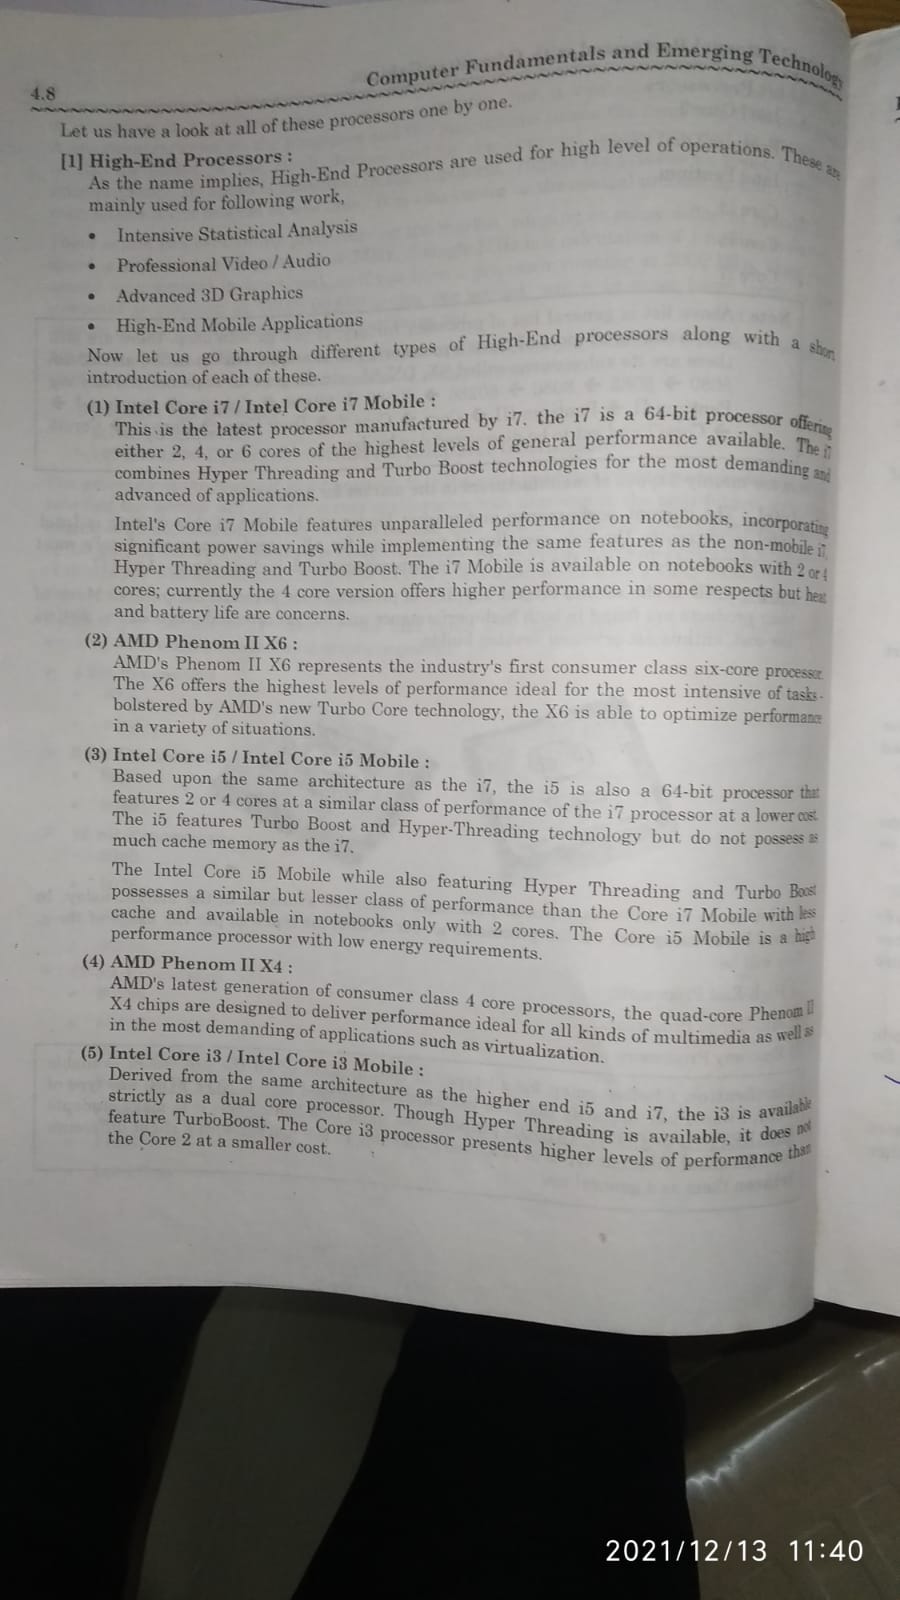 4.8
Computer Fundamentals and Emerging Technology
Let us have a look at all of these processors one by one.
[1] High-End Processors :
As the name implies, High-End Processors are used for high level of operations. These are
mainly used for following work,
• Intensive Statistical Analysis
• Professional Video / Audio
• Advanced 3D Graphics
• High-End Mobile Applications
Now let us go through different types of High-End processors along with a short
introduction of each of these.
(1) Intel Core i7 / Intel Core i7 Mobile :
This is the latest processor manufactured by i7. the i7 is a 64-bit processor offering
either 2, 4, or 6 cores of the highest levels of general performance available. The i7
combines Hyper Threading and Turbo Boost technologies for the most demanding and
advanced of applications.
Intel's Core i7 Mobile features unparalleled performance on notebooks, incorporating
significant power savings while implementing the same features as the non-mobile i7,
Hyper Threading and Turbo Boost. The i7 Mobile is available on notebooks with 2 or 4
cores; currently the 4 core version offers higher performance in some respects but heat
and battery life are concerns.
(2) AMD Phenom II X6 :
AMD's Phenom II X6 represents the industry's first consumer class six-core processor.
The X6 offers the highest levels of performance ideal for the most intensive of tasks -
bolstered by AMD's new Turbo Core technology, the X6 is able to optimize performance
in a variety of situations.
(3) Intel Core i5 / Intel Core i5 Mobile :
Based upon the same architecture as the i7, the i5 is also a 64-bit processor that
features 2 or 4 cores at a similar class of performance of the i7 processor at a lower cost.
The i5 features Turbo Boost and Hyper-Threading technology but do not possess as
much cache memory as the i7.
The Intel Core i5 Mobile while also featuring Hyper Threading and Turbo Boost
possesses a similar but lesser class of performance than the Core i7 Mobile with less
cache and available in notebooks only with 2 cores. The Core i5 Mobile is a high
performance processor with low energy requirements.
(4) AMD Phenom II X4 :
AMD's latest generation of consumer class 4 core processors, the quad-core Phenom II
X4 chips are designed to deliver performance ideal for all kinds of multimedia as well as
in the most demanding of applications such as virtualization.
(5) Intel Core i3 / Intel Core i3 Mobile :
Derived from the same architecture as the higher end i5 and i7, the i3 is available
strictly as a dual core processor. Though Hyper Threading is available, it does not
feature TurboBoost. The Core i3 processor presents higher levels of performance than
the Core 2 at a smaller cost.
2021/12/13 11:40